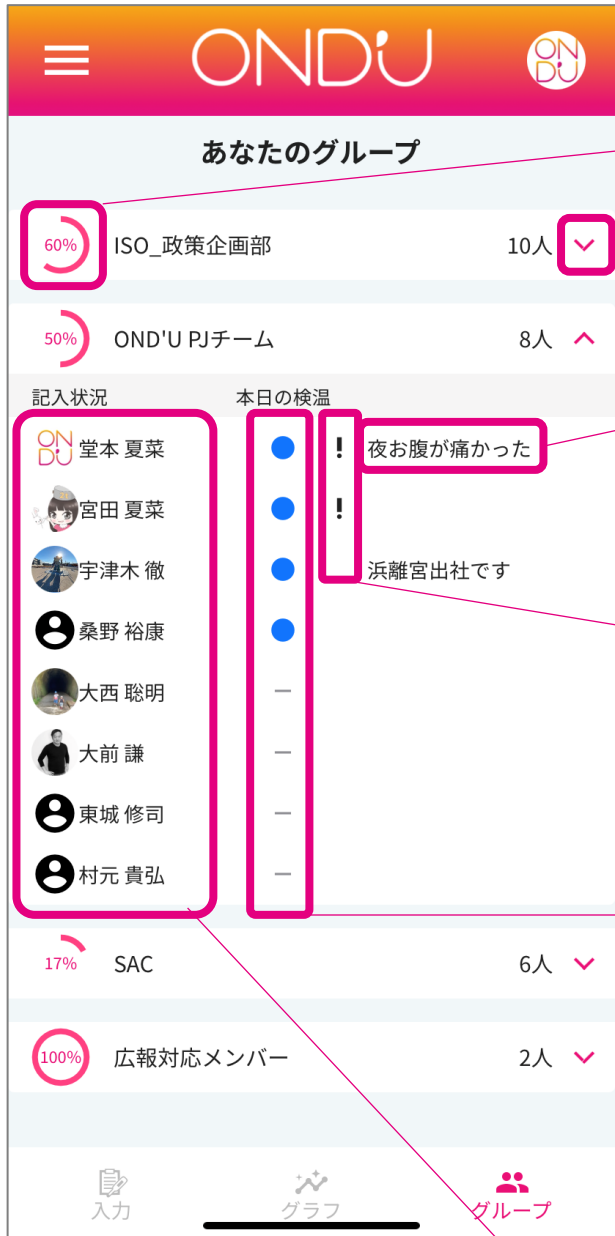 OND'U
OND'U
あなたのグループ
60% ISO_政策企画部 10人
50% OND'U PJチーム 8人
記入状況 本日の検温
OND'U 堂本 夏菜 ! 夜お腹が痛かった
宮田 夏菜 !
宇津木 徹 浜離宮出社です
桑野 裕康
大西 聡明 –
大前 謙 –
東城 修司 –
村元 貴弘 –
17% SAC 6人
100% 広報対応メンバー 2人
入力 グラフ グループ